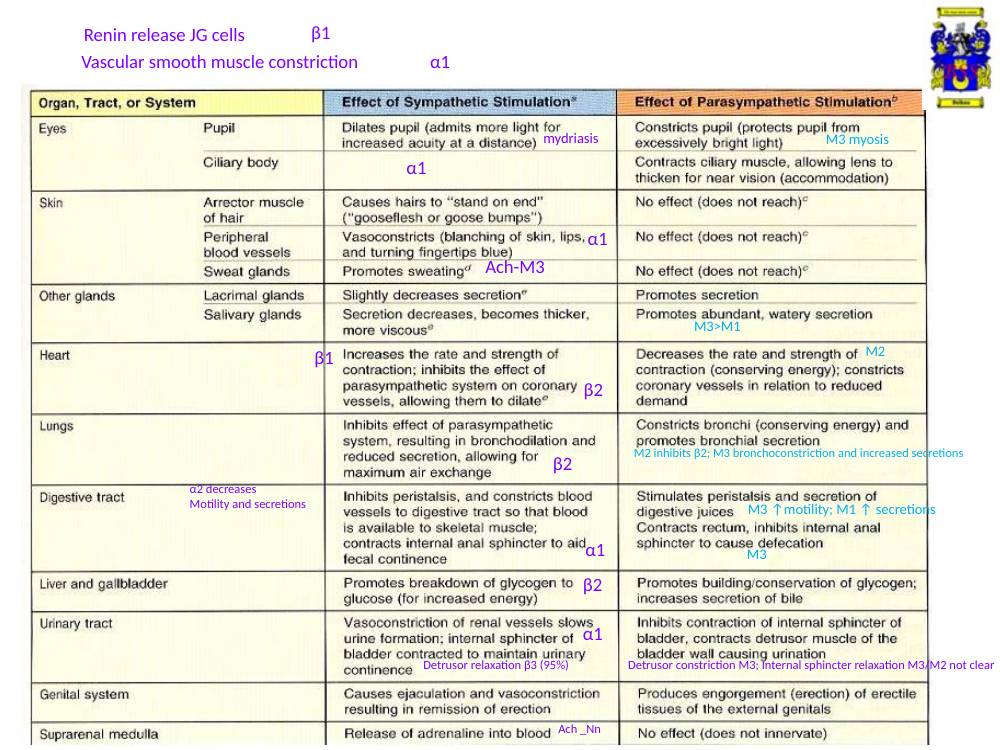 Renin release JG cells β1
Vascular smooth muscle constriction α1
Organ, Tract, or System Effect of Sympathetic Stimulationᵃ Effect of Parasympathetic Stimulationᵇ
Eyes Pupil Dilates pupil (admits more light for Constricts pupil (protects pupil from
increased acuity at a distance) mydriasis excessively bright light) M3 myosis
Ciliary body α1 Contracts ciliary muscle, allowing lens to
thicken for near vision (accommodation)
Skin Arrector muscle Causes hairs to “stand on end” No effect (does not reach)ᶜ
of hair (“gooseflesh or goose bumps”)
Peripheral Vasoconstricts (blanching of skin, lips, α1 No effect (does not reach)ᶜ
blood vessels and turning fingertips blue)
Sweat glands Promotes sweatingᵈ Ach-M3 No effect (does not reach)ᶜ
Other glands Lacrimal glands Slightly decreases secretionᵉ Promotes secretion
Salivary glands Secretion decreases, becomes thicker, Promotes abundant, watery secretion
more viscousᵉ M3>M1
Heart β1 Increases the rate and strength of Decreases the rate and strength of M2
contraction; inhibits the effect of contraction (conserving energy); constricts
parasympathetic system on coronary β2 coronary vessels in relation to reduced
vessels, allowing them to dilateᵉ demand
Lungs Inhibits effect of parasympathetic Constricts bronchi (conserving energy) and
system, resulting in bronchodilation and promotes bronchial secretion
reduced secretion, allowing for M2 inhibits β2; M3 bronchoconstriction and increased secretions
maximum air exchange β2
Digestive tract α2 decreases Inhibits peristalsis, and constricts blood Stimulates peristalsis and secretion of
Motility and secretions vessels to digestive tract so that blood digestive juices M3 ↑motility; M1 ↑ secretions
is available to skeletal muscle; Contracts rectum, inhibits internal anal
contracts internal anal sphincter to aid α1 sphincter to cause defecation
fecal continence M3
Liver and gallbladder Promotes breakdown of glycogen to β2 Promotes building/conservation of glycogen;
glucose (for increased energy) increases secretion of bile
Urinary tract Vasoconstriction of renal vessels slows Inhibits contraction of internal sphincter of
urine formation; internal sphincter of α1 bladder, contracts detrusor muscle of the
bladder contracted to maintain urinary bladder wall causing urination
continence Detrusor relaxation β3 (95%) Detrusor constriction M3; Internal sphincter relaxation M3/M2 not clear
Genital system Causes ejaculation and vasoconstriction Produces engorgement (erection) of erectile
resulting in remission of erection tissues of the external genitals
Suprarenal medulla Release of adrenaline into blood Ach _Nn No effect (does not innervate)